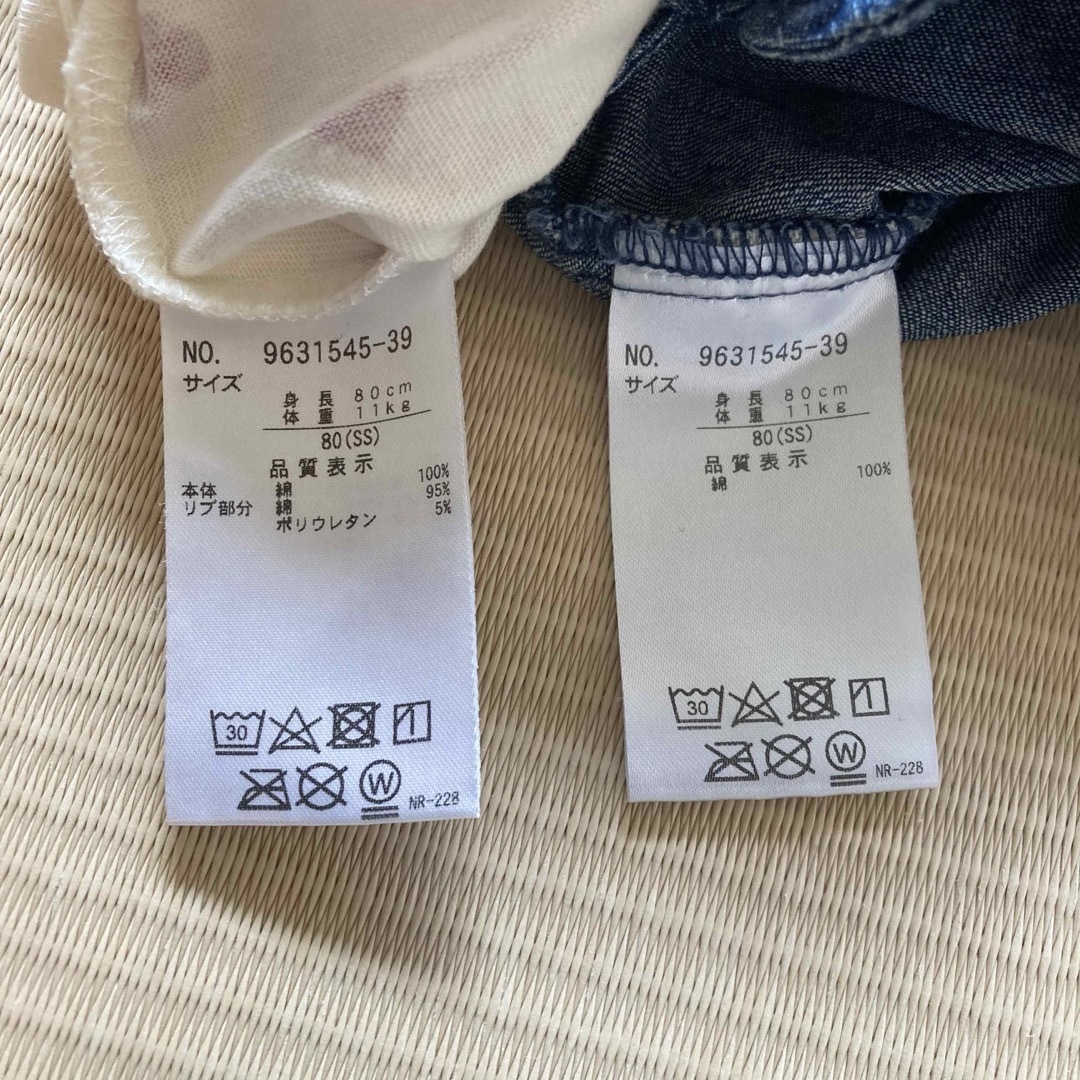 NO. 9631545-39
サイズ
身長 80cm
体重 11kg
80(SS)
品質表示
本体 綿 100%
リブ部分 綿 95%
ポリウレタン 5%
30
W NR-228
NO. 9631545-39
サイズ
身長 80cm
体重 11kg
80(SS)
品質表示
綿 100%
30
W NR-228